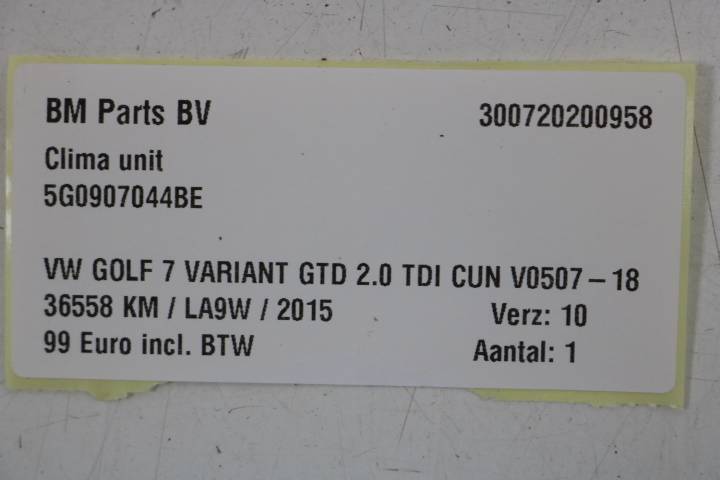 BM Parts BV 300720200958
Clima unit
5G0907044BE
VW GOLF 7 VARIANT GTD 2.0 TDI CUN V0507-18
36558 KM / LA9W / 2015 Verz: 10
99 Euro incl. BTW Aantal: 1